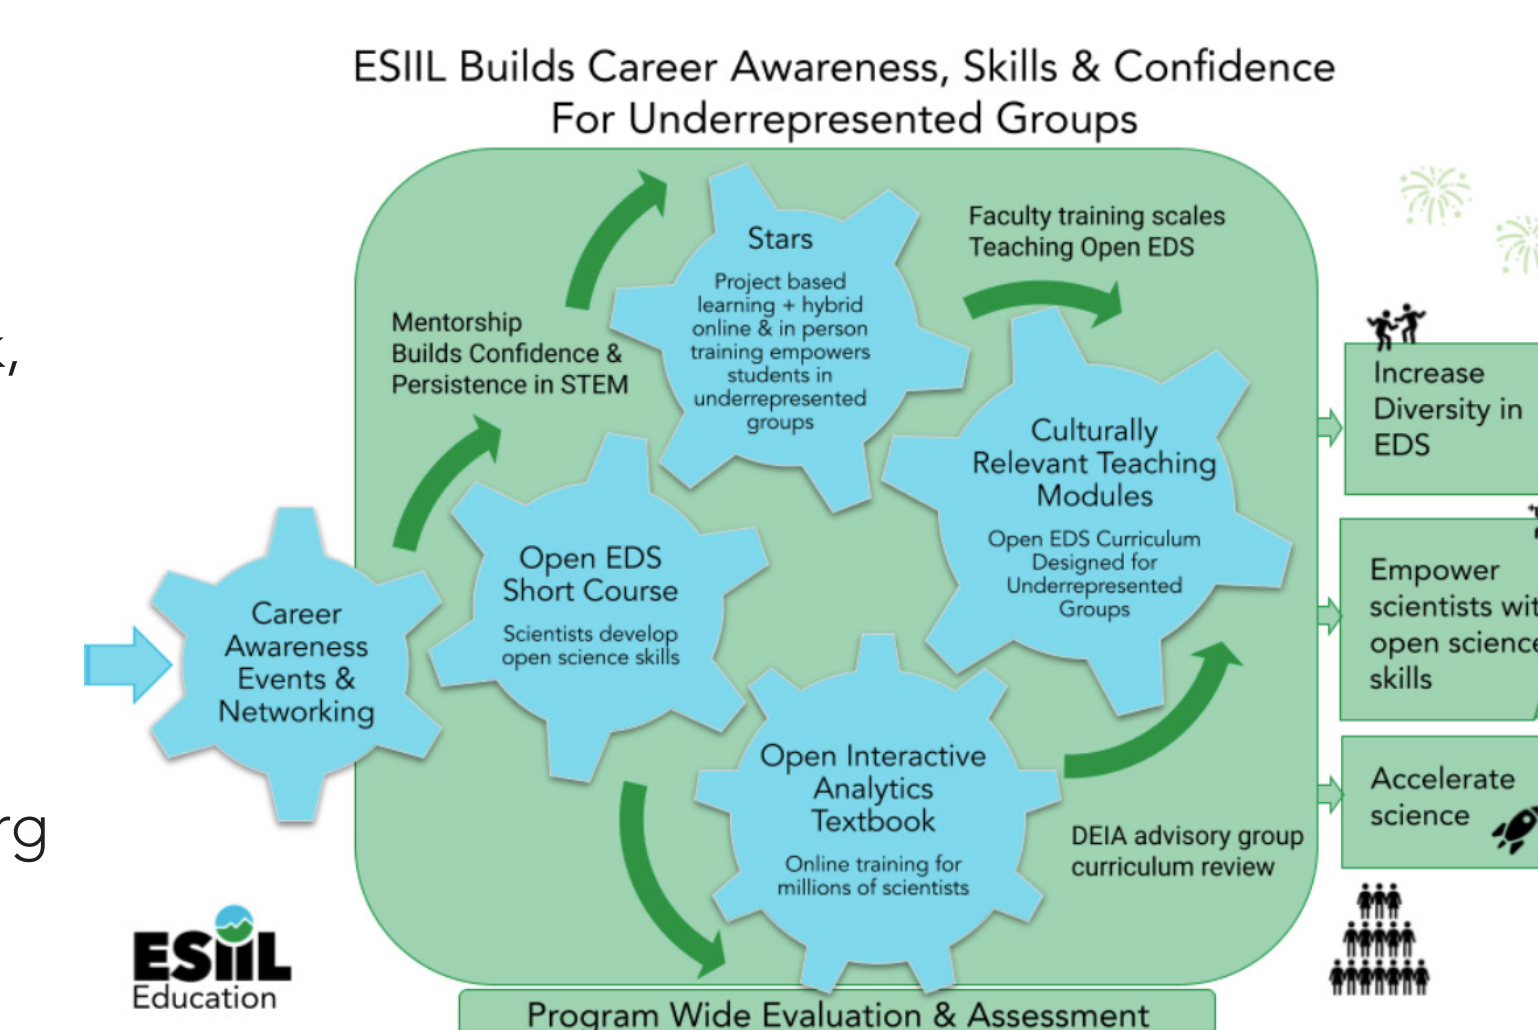 ESIIL Builds Career Awareness, Skills & Confidence
For Underrepresented Groups
Stars
Project based
learning + hybrid
online & in person
training empowers
students in
underrepresented
groups
Faculty training scales
Teaching Open EDS
Mentorship
Builds Confidence &
Persistence in STEM
Culturally
Relevant Teaching
Modules
Open EDS Curriculum
Designed for
Underrepresented
Groups
Open EDS
Short Course
Scientists develop
open science skills
Career
Awareness
Events &
Networking
Open Interactive
Analytics
Textbook
Online training for
millions of scientists
DEIA advisory group
curriculum review
Increase
Diversity in
EDS
Empower
scientists
open science
skills
Accelerate
science
rg
ESIIL
Education
Program Wide Evaluation & Assessment